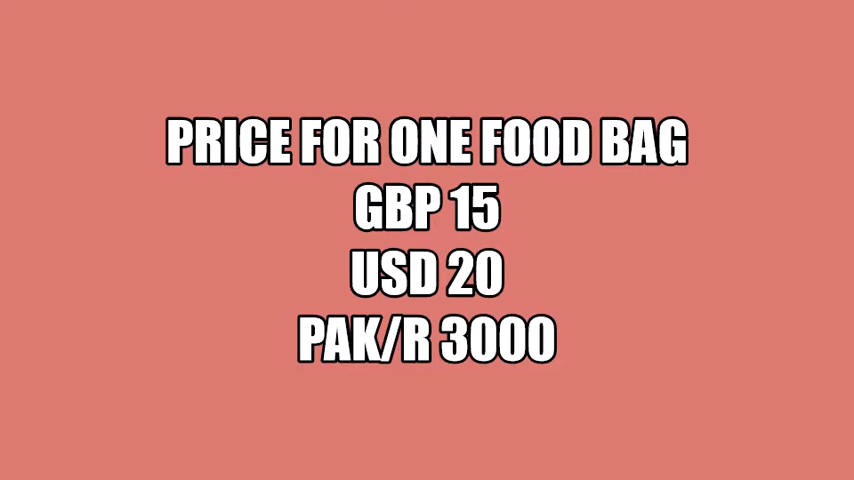 PRICE FOR ONE FOOD BAG
GBP 15
USD 20
PAK/R 3000